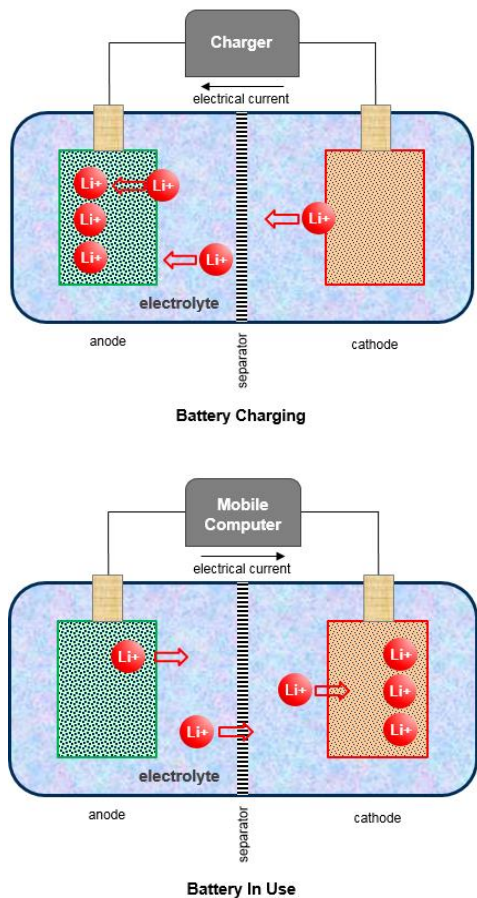 Charger
electrical current
Li+
Li+
Li+
Li+
Li+
Li+
electrolyte
anode
separator
cathode
Battery Charging
Mobile
Computer
electrical current
Li+
Li+
Li+
Li+
Li+
Li+
electrolyte
anode
separator
cathode
Battery In Use